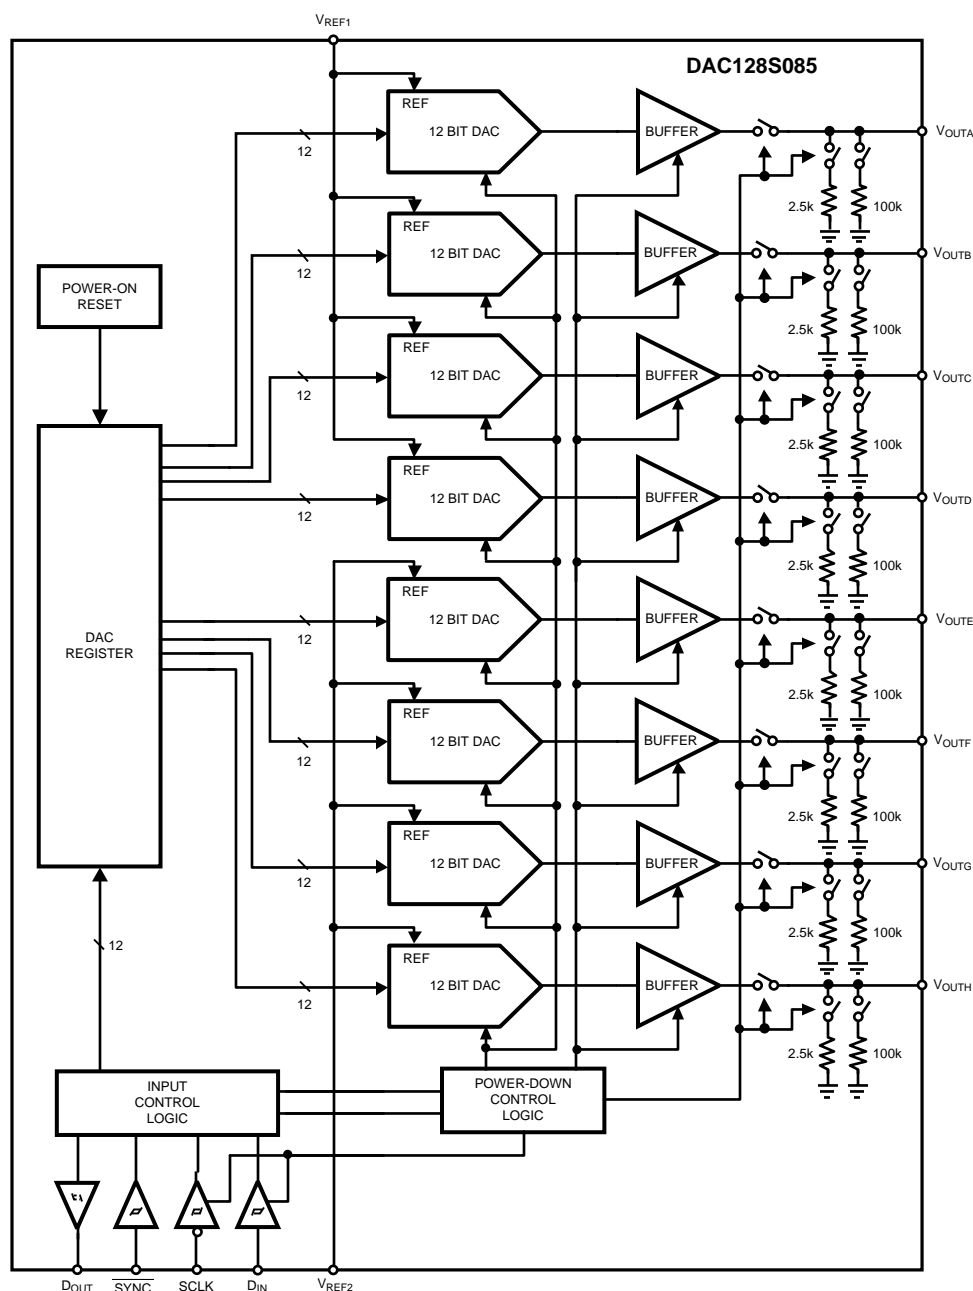 VREF1
DAC128S085
REF
12 BIT DAC
BUFFER
VOUTA
12
2.5k
100k
REF
12 BIT DAC
BUFFER
VOUTB
12
2.5k
100k
POWER-ON
RESET
REF
12 BIT DAC
BUFFER
VOUTC
12
2.5k
100k
REF
12 BIT DAC
BUFFER
VOUTD
12
2.5k
100k
REF
12 BIT DAC
BUFFER
VOUTE
12
DAC
REGISTER
2.5k
100k
REF
12 BIT DAC
BUFFER
VOUTF
12
2.5k
100k
REF
12 BIT DAC
BUFFER
VOUTG
12
2.5k
100k
12
REF
12 BIT DAC
BUFFER
VOUTH
12
2.5k
100k
INPUT
CONTROL
LOGIC
POWER-DOWN
CONTROL
LOGIC
DOUT
SYNC
SCLK
DIN
VREF2